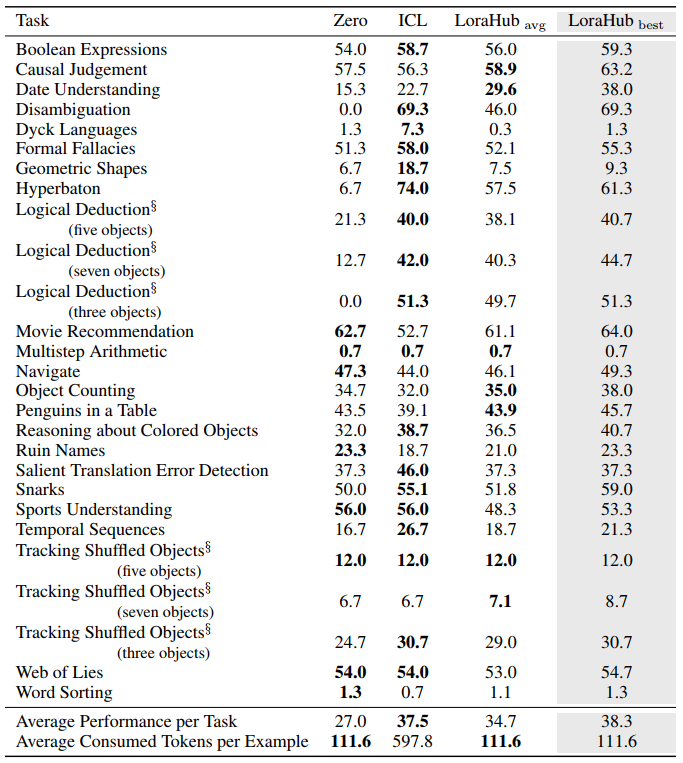 Task Zero ICL LoraHub avg LoraHub best
Boolean Expressions 54.0 58.7 56.0 59.3
Causal Judgement 57.5 56.3 58.9 63.2
Date Understanding 15.3 22.7 29.6 38.0
Disambiguation 0.0 69.3 46.0 69.3
Dyck Languages 1.3 7.3 0.3 1.3
Formal Fallacies 51.3 58.0 52.1 55.3
Geometric Shapes 6.7 18.7 7.5 9.3
Hyperbaton 6.7 74.0 57.5 61.3
Logical Deduction§
(five objects) 21.3 40.0 38.1 40.7
Logical Deduction§
(seven objects) 12.7 42.0 40.3 44.7
Logical Deduction§
(three objects) 0.0 51.3 49.7 51.3
Movie Recommendation 62.7 52.7 61.1 64.0
Multistep Arithmetic 0.7 0.7 0.7 0.7
Navigate 47.3 44.0 46.1 49.3
Object Counting 34.7 32.0 35.0 38.0
Penguins in a Table 43.5 39.1 43.9 45.7
Reasoning about Colored Objects 32.0 38.7 36.5 40.7
Ruin Names 23.3 18.7 21.0 23.3
Salient Translation Error Detection 37.3 46.0 37.3 37.3
Snarks 50.0 55.1 51.8 59.0
Sports Understanding 56.0 56.0 48.3 53.3
Temporal Sequences 16.7 26.7 18.7 21.3
Tracking Shuffled Objects§
(five objects) 12.0 12.0 12.0 12.0
Tracking Shuffled Objects§
(seven objects) 6.7 6.7 7.1 8.7
Tracking Shuffled Objects§
(three objects) 24.7 30.7 29.0 30.7
Web of Lies 54.0 54.0 53.0 54.7
Word Sorting 1.3 0.7 1.1 1.3
Average Performance per Task 27.0 37.5 34.7 38.3
Average Consumed Tokens per Example 111.6 597.8 111.6 111.6